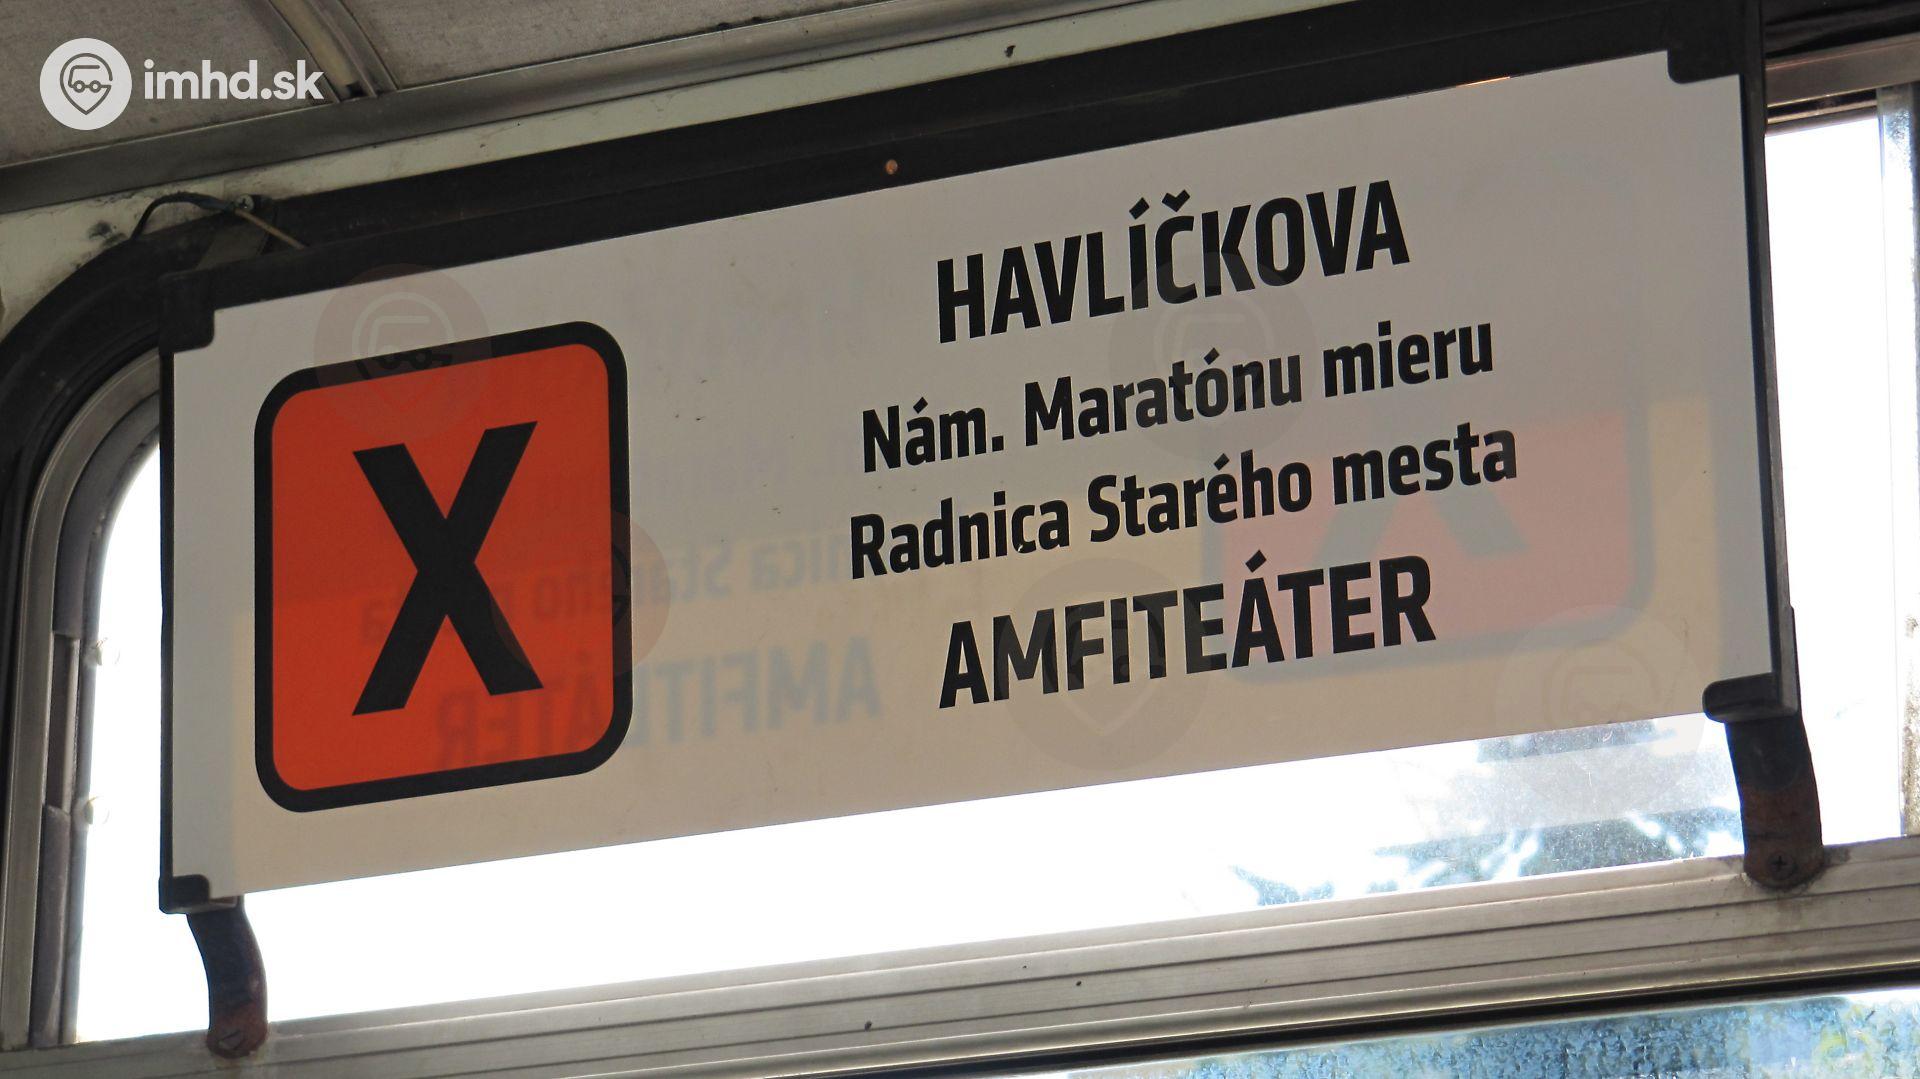 imhd.sk
X
HAVLÍČKOVA
Nám. Maratónu mieru
Radnica Starého mesta
AMFITEÁTER